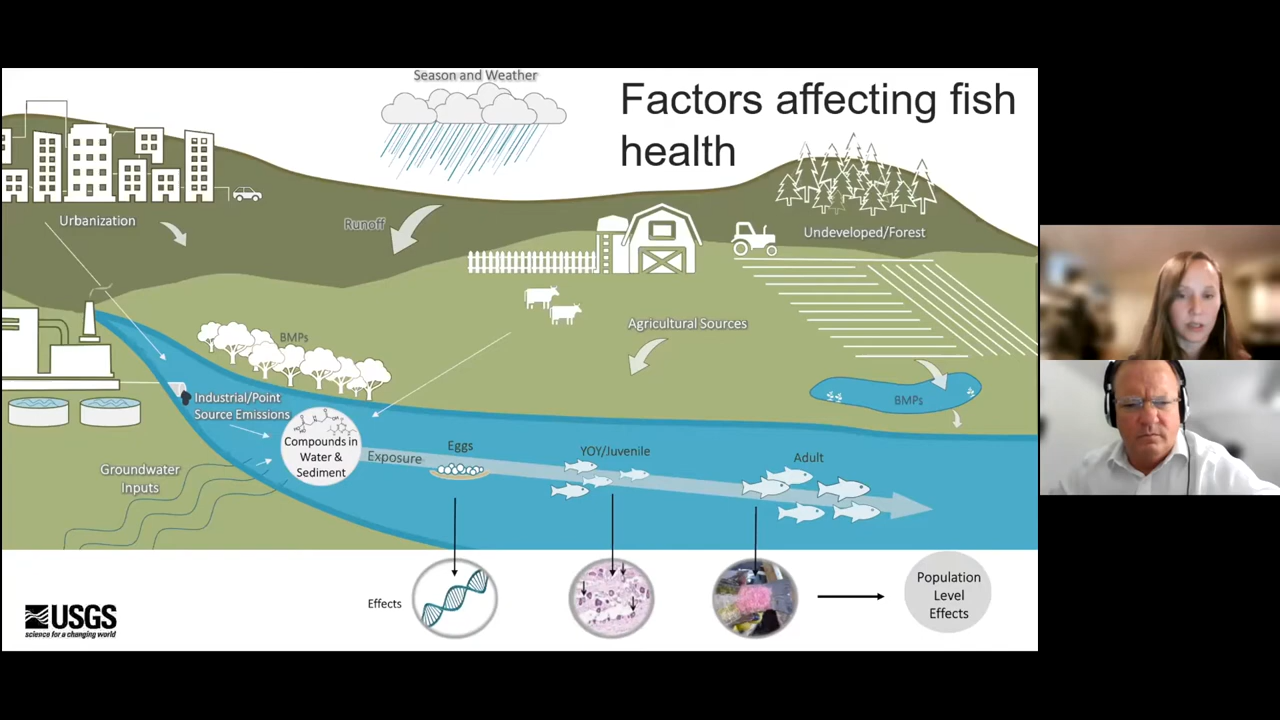 Season and Weather
Factors affecting fish
health
Urbanization
Runoff
Undeveloped/Forest
Agricultural Sources
BMPs
Industrial/Point
Source Emissions
BMPs
Compounds in
Water &
Sediment
Exposure
Eggs
YOY/Juvenile
Adult
Groundwater
Inputs
Effects
Population
Level
Effects
USGS
science for a changing world